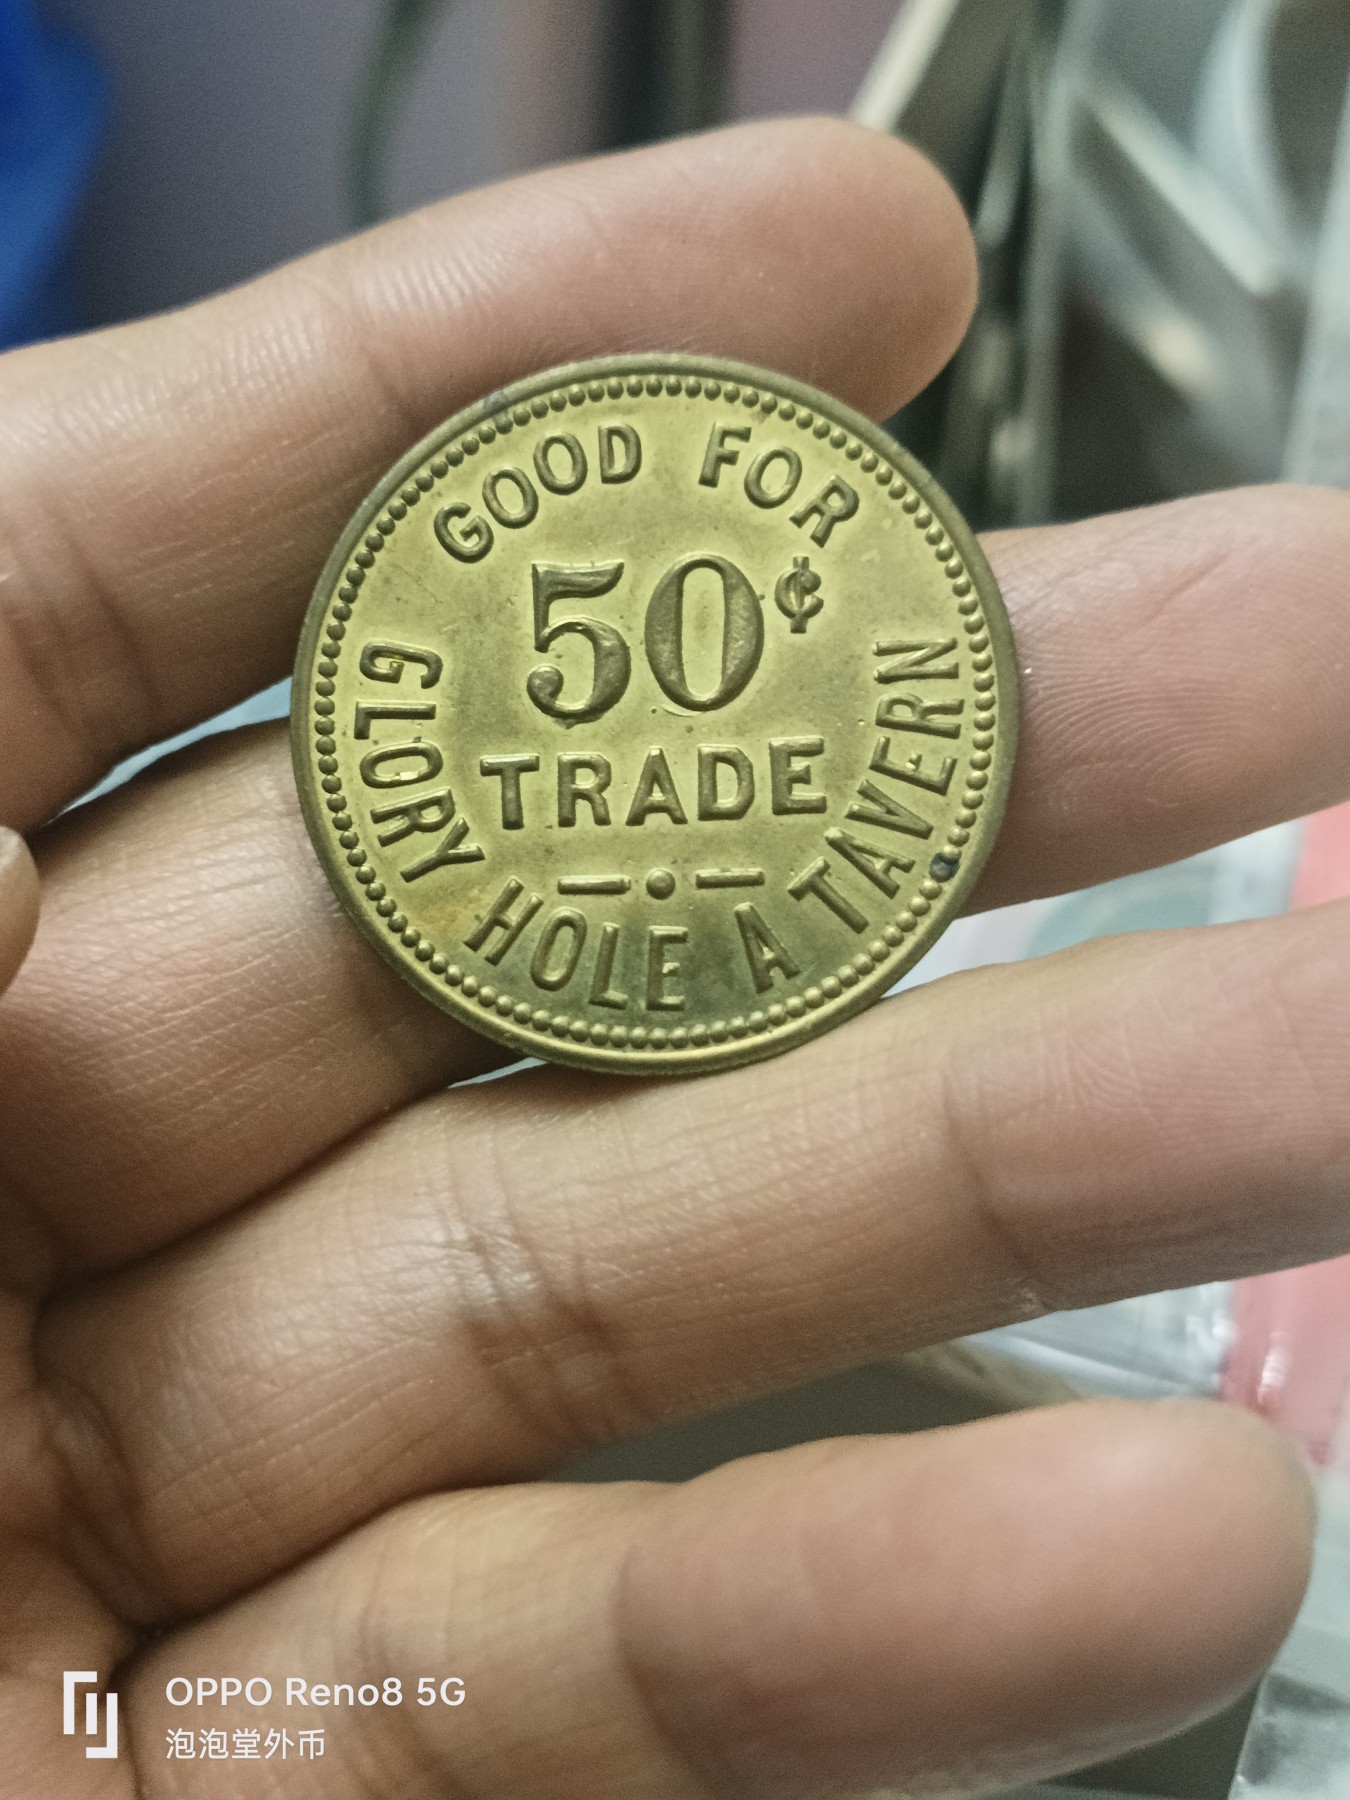 GOOD FOR
50¢
TRADE
GLORY HOLE A TAVERN
OPPO Reno8 5G
泡泡堂外币